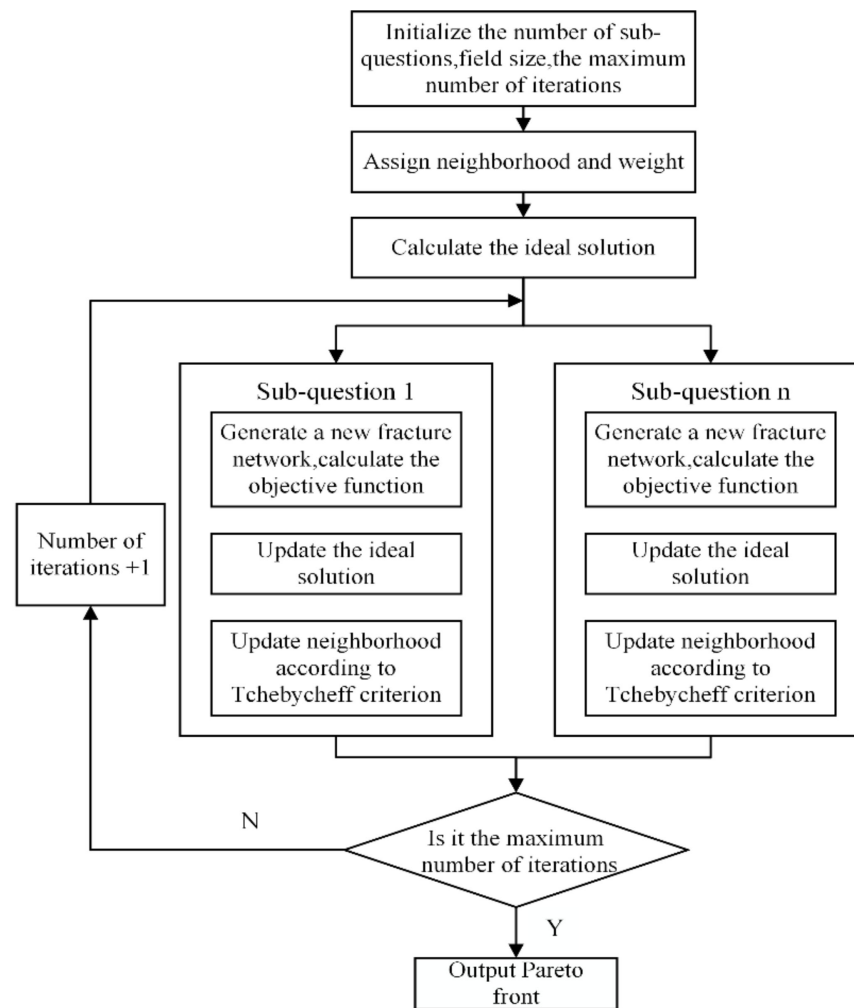 Initialize the number of sub-
questions,field size,the maximum
number of iterations
Assign neighborhood and weight
Calculate the ideal solution
Sub-question 1
Generate a new fracture
network,calculate the
objective function
Update the ideal
solution
Update neighborhood
according to
Tchebycheff criterion
Sub-question n
Generate a new fracture
network,calculate the
objective function
Update the ideal
solution
Update neighborhood
according to
Tchebycheff criterion
Number of
iterations +1
N
Is it the maximum
number of iterations
Y
Output Pareto
front